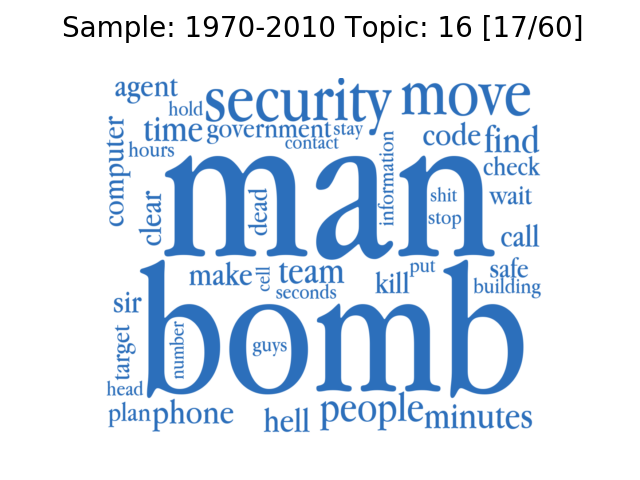 Sample: 1970-2010 Topic: 16 [17/60]
agent
hold
security
move
computer
time
government
stay
contact
code
find
hours
information
check
man
clear
dead
shit
stop
wait
call
make
cell
team
seconds
kill
put
safe
building
sir
bomb
target
number
guys
head
plan
phone
hell
people
minutes